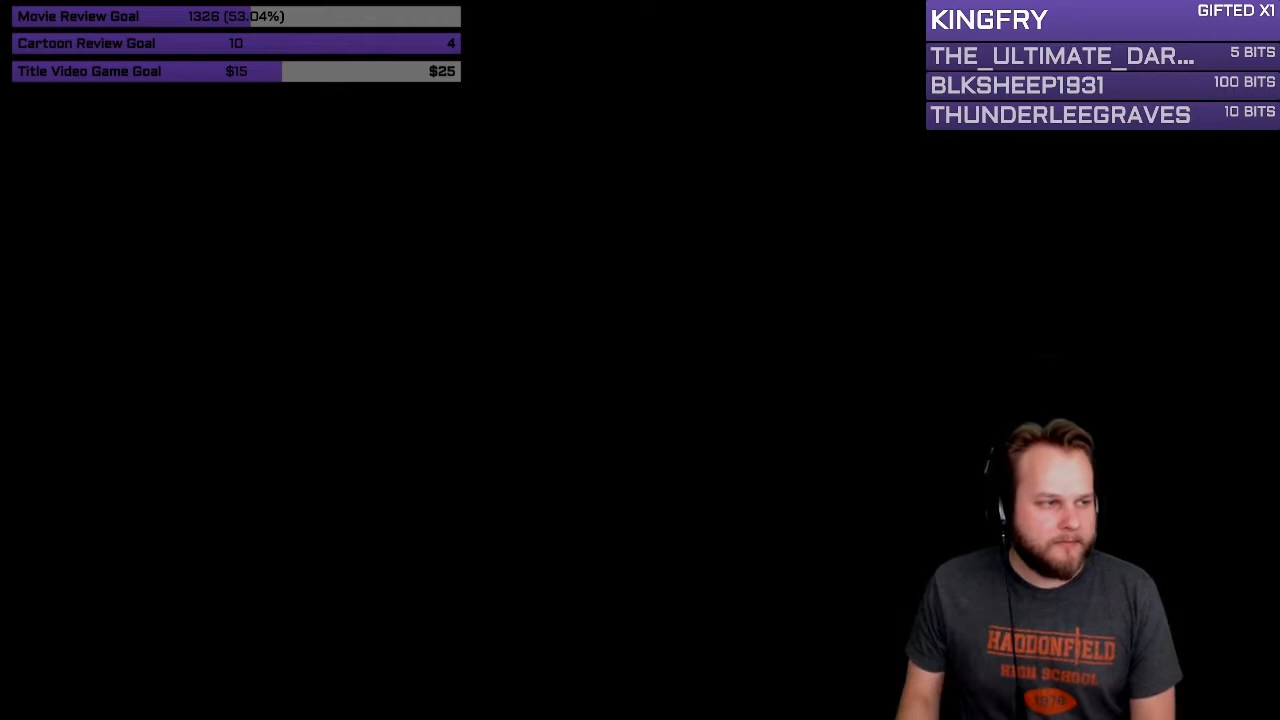 Movie Review Goal 1326 (53.04%)
Cartoon Review Goal 10 4
Title Video Game Goal $15 $25
KINGFRY GIFTED X1
THE_ULTIMATE_DAR... 5 BITS
BLKSHEEP1931 100 BITS
THUNDERLEEGRAVES 10 BITS
HADDONFIELD
HIGH SCHOOL
1978